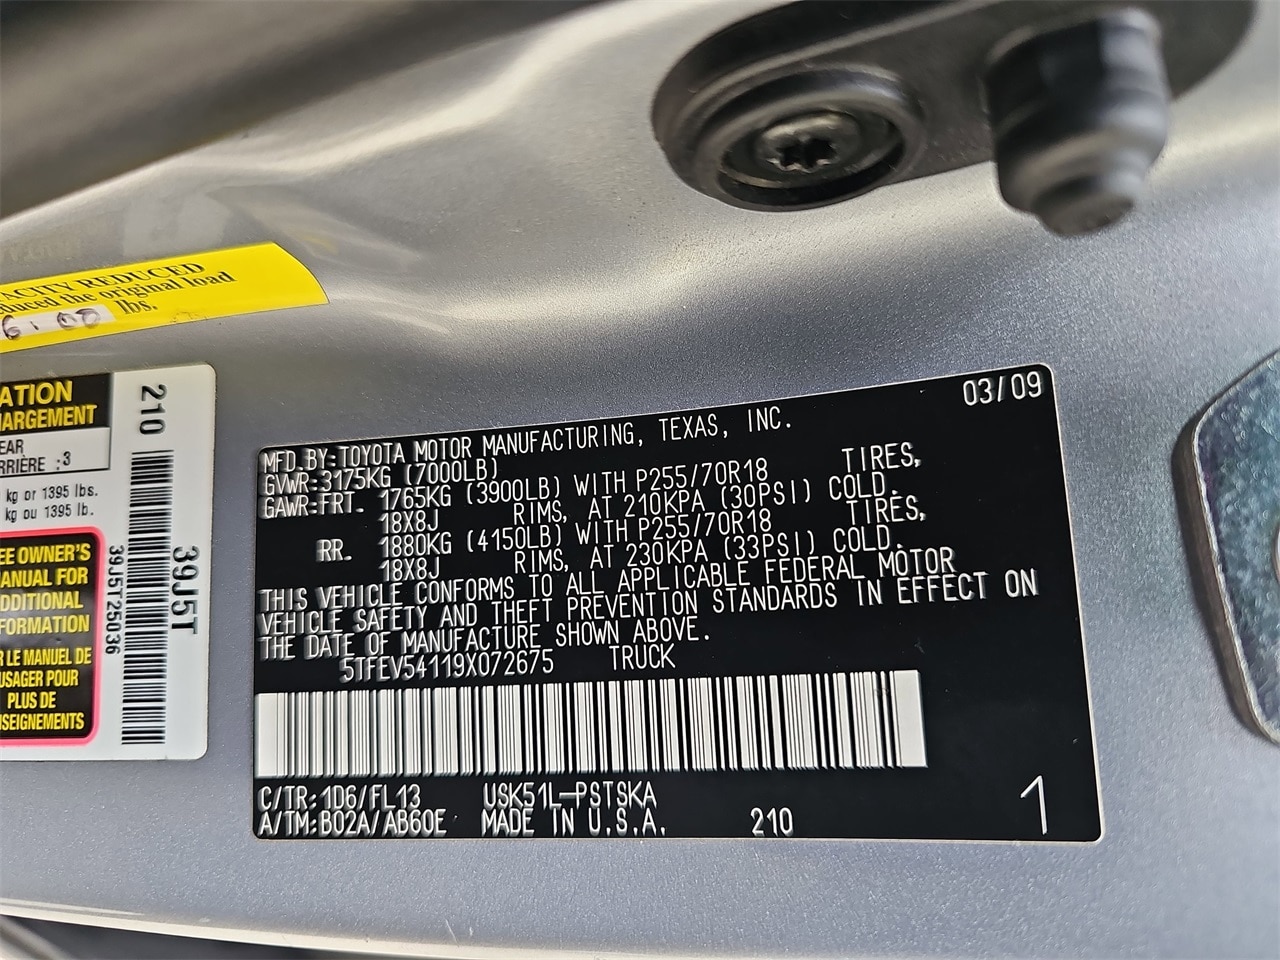 ACITY REDUCED
duced the original load
6.00 lbs.
ATION
HARGEMENT
EAR
RRIÈRE : 3
kg or 1395 lbs.
kg ou 1395 lb.
EE OWNER'S
MANUAL FOR
DDITIONAL
FORMATION
R LE MANUEL DE
USAGER POUR
PLUS DE
NSEIGNEMENTS
210
39J5T
39J5T25036
03/09
MFD.BY:TOYOTA MOTOR MANUFACTURING, TEXAS, INC.
GVWR:3175KG (7000LB)
GAWR:FRT. 1765KG (3900LB) WITH P255/70R18 TIRES,
18X8J RIMS, AT 210KPA (30PSI) COLD.
RR. 1880KG (4150LB) WITH P255/70R18 TIRES,
18X8J RIMS, AT 230KPA (33PSI) COLD.
THIS VEHICLE CONFORMS TO ALL APPLICABLE FEDERAL MOTOR
VEHICLE SAFETY AND THEFT PREVENTION STANDARDS IN EFFECT ON
THE DATE OF MANUFACTURE SHOWN ABOVE.
5TFEV54119X072675 TRUCK
C/TR:1D6/FL13 USK51L-PSTSKA
A/TM:B02A/AB60E MADE IN U.S.A. 210
1